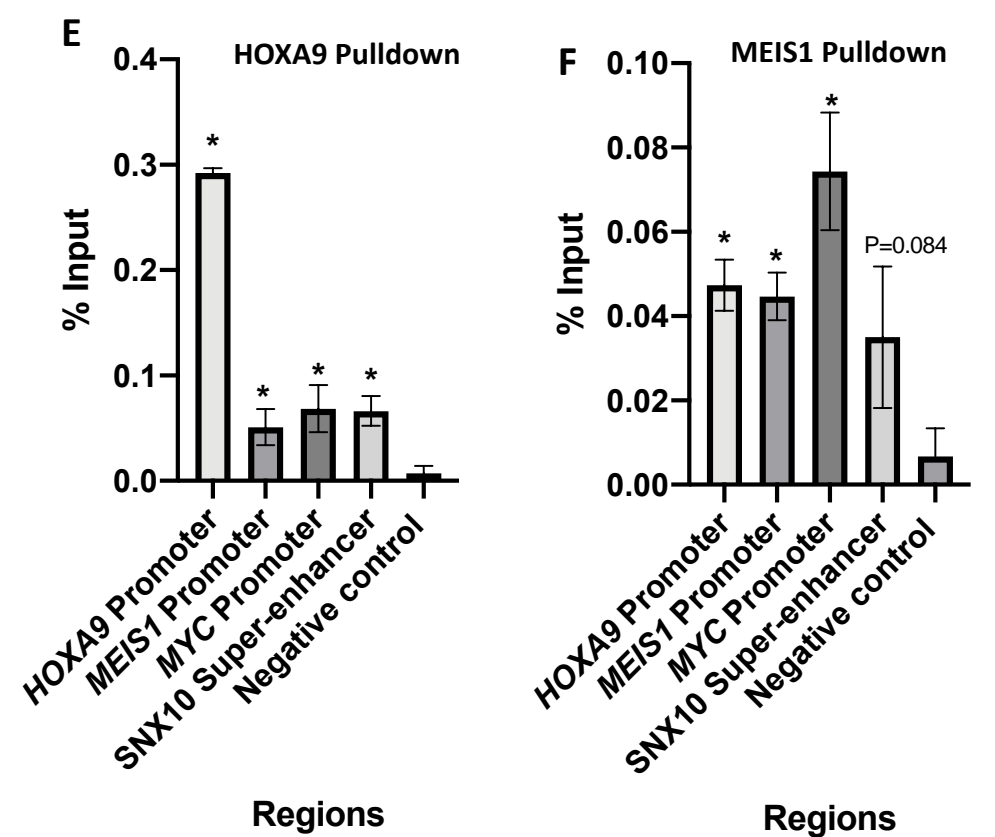 E
HOXA9 Pulldown
% Input
0.4
0.3
0.2
0.1
0.0
*
*
*
*
HOXA9 Promoter
MEIS1 Promoter
MYC Promoter
SNX10 Super-enhancer
Negative control
Regions
F
MEIS1 Pulldown
% Input
0.10
0.08
0.06
0.04
0.02
0.00
*
*
*
P=0.084
HOXA9 Promoter
MEIS1 Promoter
MYC Promoter
SNX10 Super-enhancer
Negative control
Regions